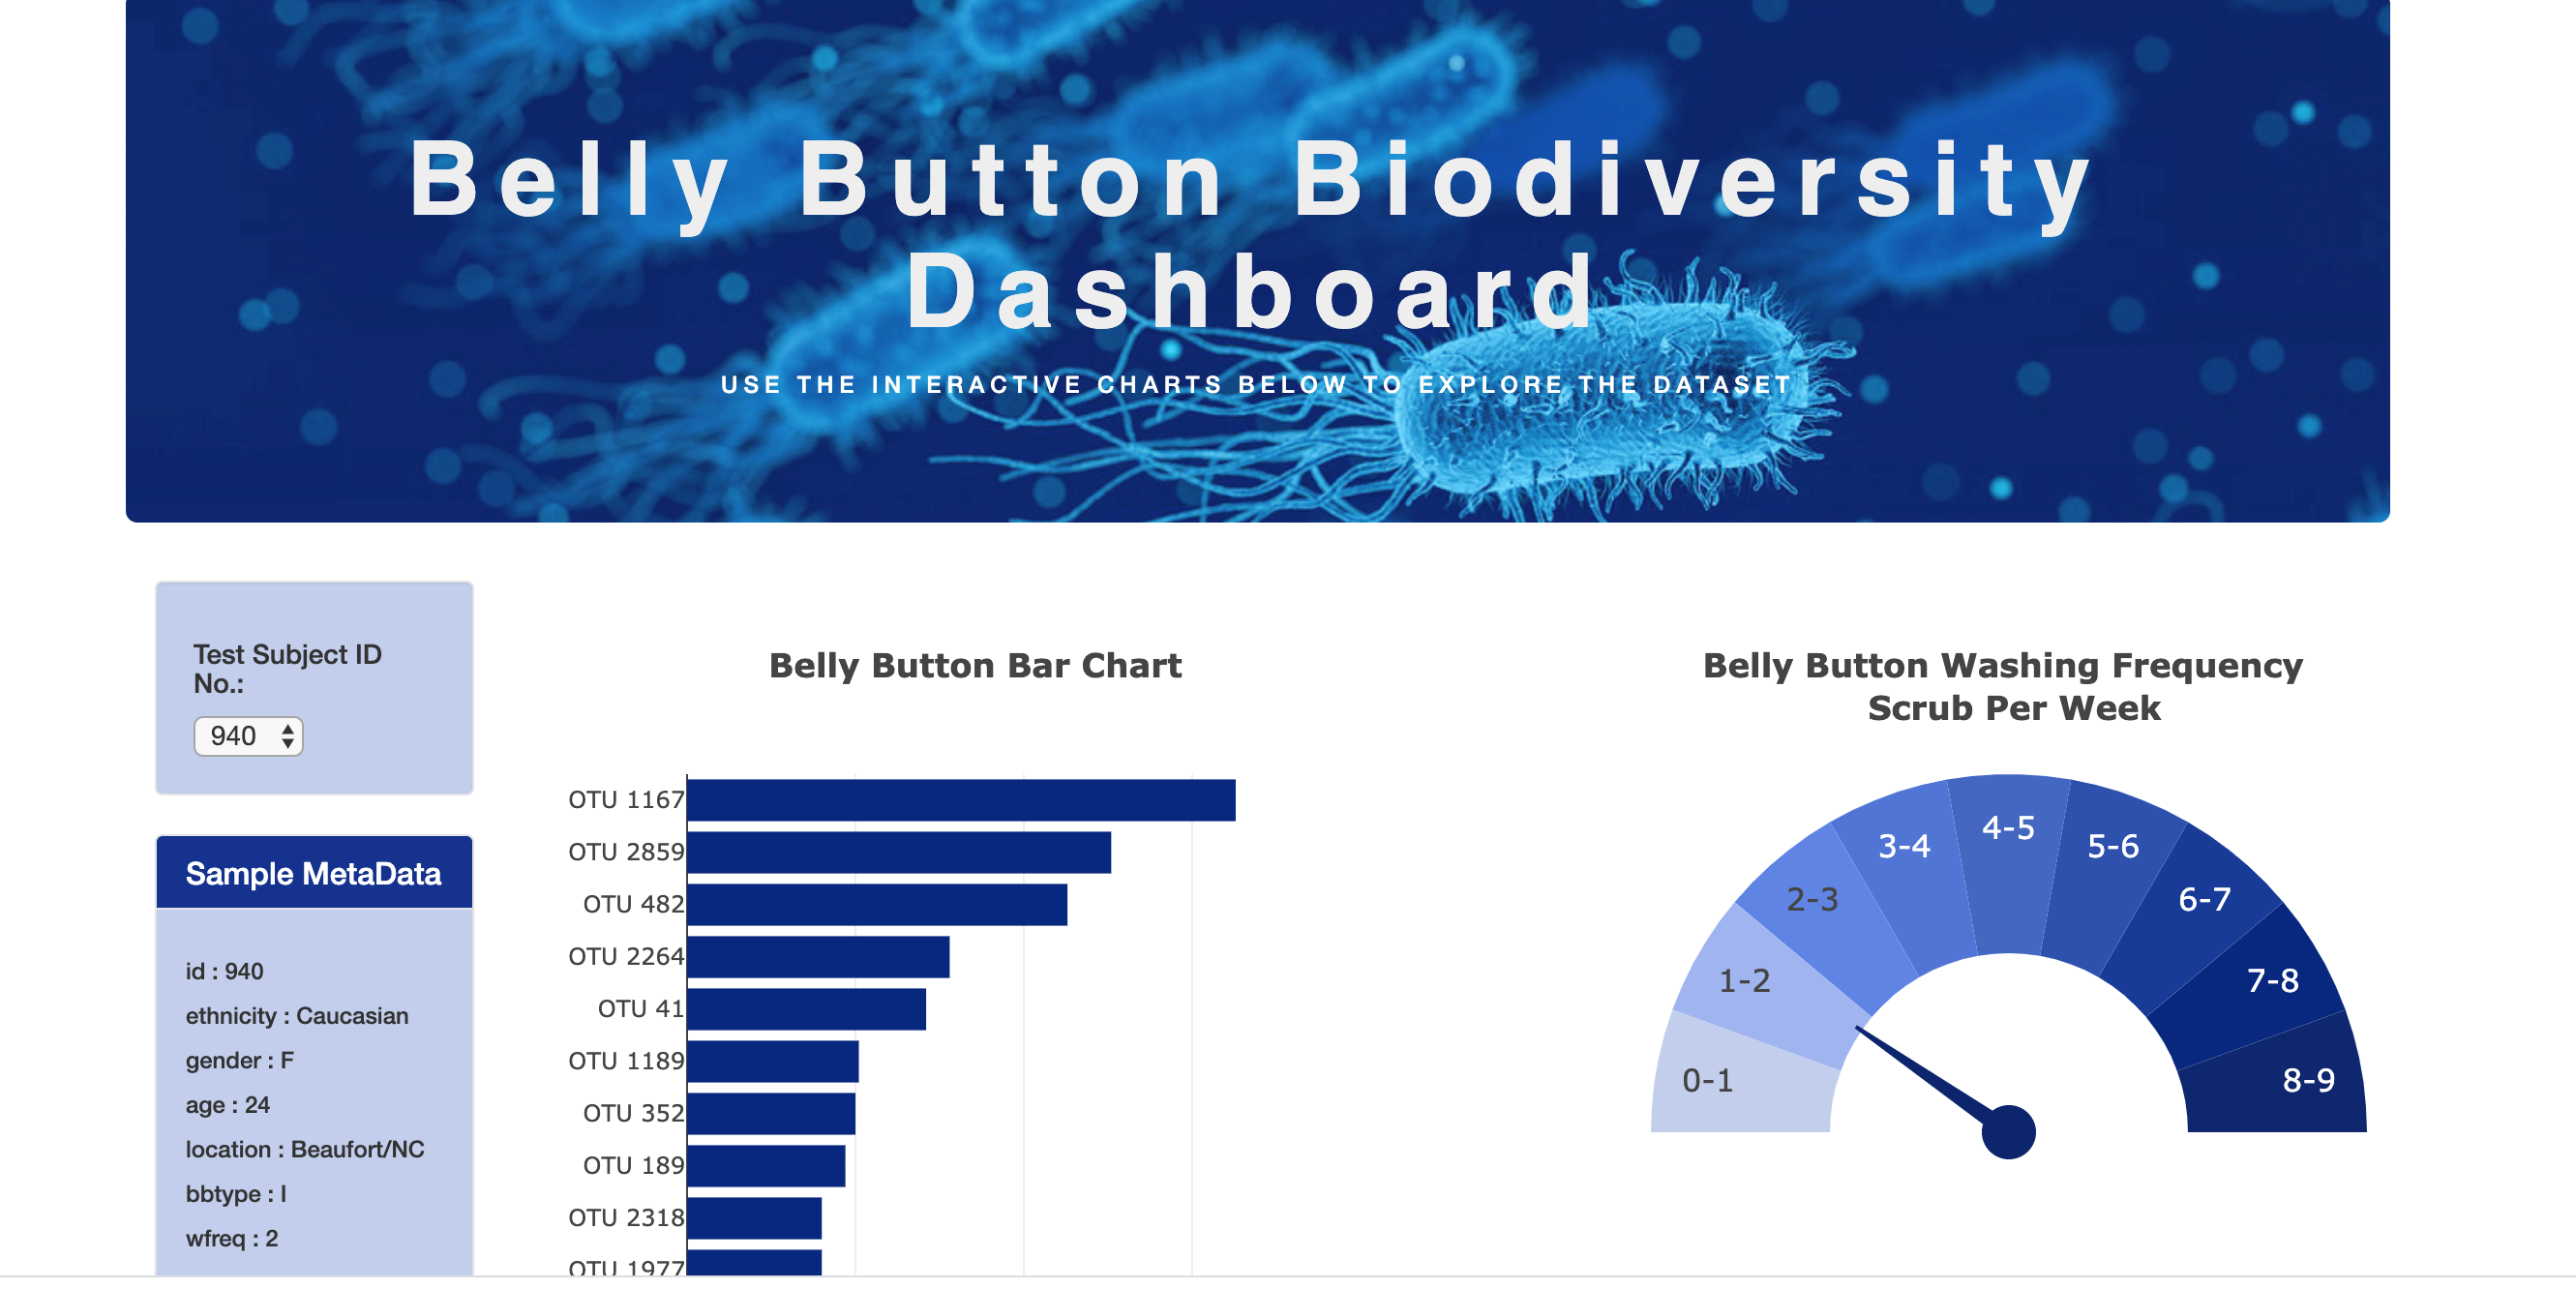 Belly Button Biodiversity
Dashboard
USE THE INTERACTIVE CHARTS BELOW TO EXPLORE THE DATASET
Test Subject ID
No.:
940
Sample MetaData
id : 940
ethnicity : Caucasian
gender : F
age : 24
location : Beaufort/NC
bbtype : I
wfreq : 2
Belly Button Bar Chart
OTU 1167
OTU 2859
OTU 482
OTU 2264
OTU 41
OTU 1189
OTU 352
OTU 189
OTU 2318
OTU 1977
Belly Button Washing Frequency
Scrub Per Week
0-1
1-2
2-3
3-4
4-5
5-6
6-7
7-8
8-9